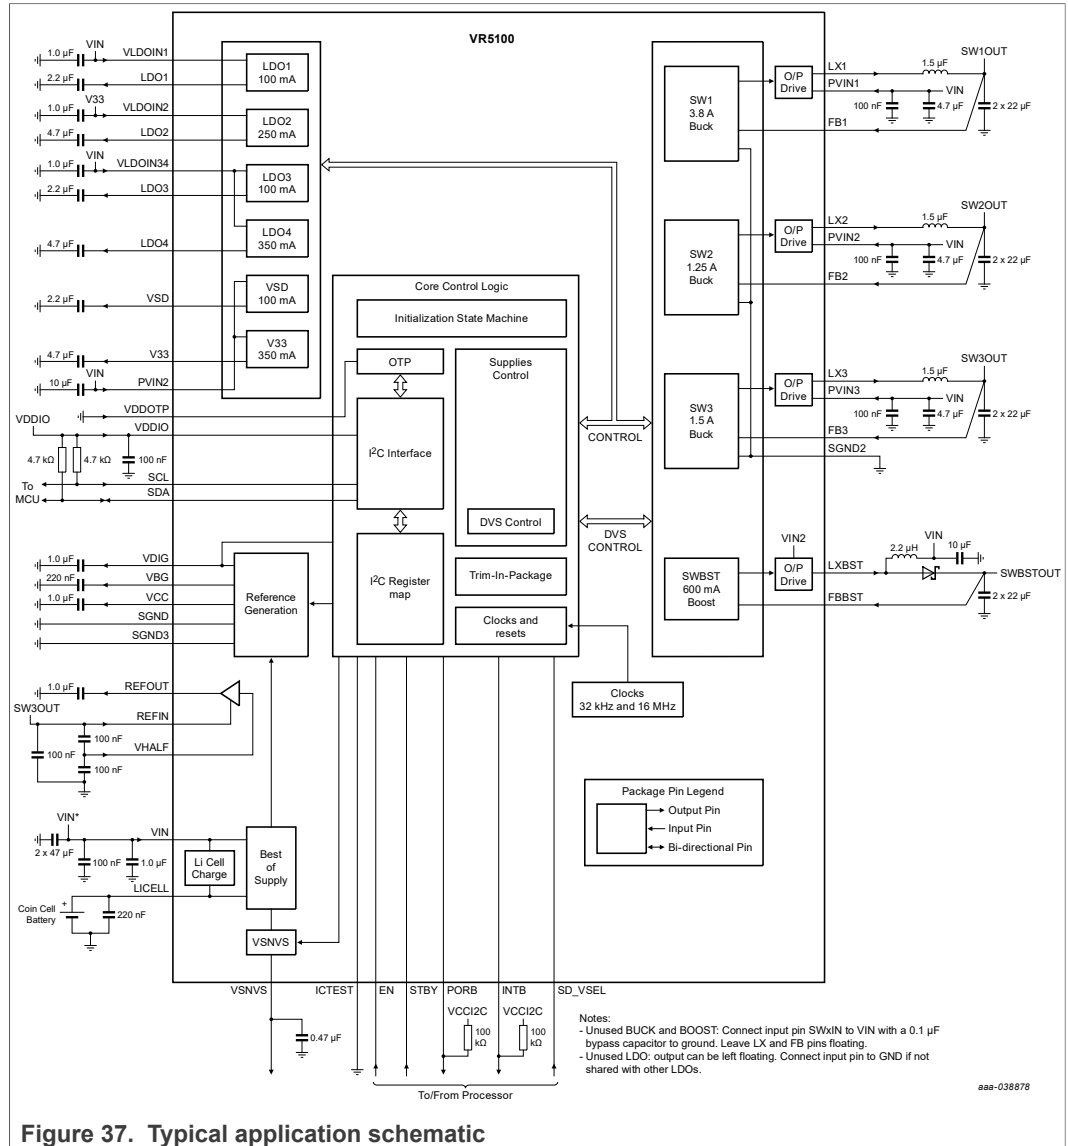 VR5100
VIN
1.0 µF
VLDOIN1
2.2 µF
LDO1
LDO1
100 mA
V33
1.0 µF
VLDOIN2
4.7 µF
LDO2
LDO2
250 mA
VIN
1.0 µF
VLDOIN34
2.2 µF
LDO3
LDO3
100 mA
4.7 µF
LDO4
LDO4
350 mA
2.2 µF
VSD
VSD
100 mA
4.7 µF
V33
V33
350 mA
VIN
10 µF
PVIN2
VDDOTP
VDDIO
VDDIO
4.7 kΩ
4.7 kΩ
100 nF
SCL
To
MCU
SDA
1.0 µF
VDIG
220 nF
VBG
1.0 µF
VCC
SGND
SGND3
Reference
Generation
1.0 µF
REFOUT
SW3OUT
REFIN
100 nF
100 nF
VHALF
100 nF
VIN*
VIN
2 x 47 µF
100 nF
1.0 µF
Li Cell
Charge
Best
of
Supply
LICELL
Coin Cell
Battery
+
220 nF
VSNVS
Core Control Logic
Initialization State Machine
OTP
Supplies
Control
I2C Interface
DVS Control
I2C Register
map
Trim-In-Package
Clocks and
resets
Clocks
32 kHz and 16 MHz
CONTROL
DVS
CONTROL
SW1
3.8 A
Buck
O/P
Drive
LX1
PVIN1
FB1
1.5 µF
SW1OUT
VIN
100 nF
4.7 µF
2 x 22 µF
SW2
1.25 A
Buck
O/P
Drive
LX2
PVIN2
FB2
1.5 µF
SW2OUT
VIN
100 nF
4.7 µF
2 x 22 µF
SW3
1.5 A
Buck
O/P
Drive
LX3
PVIN3
FB3
SGND2
1.5 µF
SW3OUT
VIN
100 nF
4.7 µF
2 x 22 µF
SWBST
600 mA
Boost
VIN2
O/P
Drive
LXBST
FBBST
2.2 µH
VIN
10 µF
SWBSTOUT
2 x 22 µF
Package Pin Legend
Output Pin
Input Pin
Bi-directional Pin
VSNVS
ICTEST
EN
STBY
PORB
INTB
SD_VSEL
0.47 µF
VCCI2C
100
kΩ
VCCI2C
100
kΩ
To/From Processor
Notes:
- Unused BUCK and BOOST: Connect input pin SWxIN to VIN with a 0.1 µF
bypass capacitor to ground. Leave LX and FB pins floating.
- Unused LDO: output can be left floating. Connect input pin to GND if not
shared with other LDOs.
aaa-038878
Figure 37. Typical application schematic